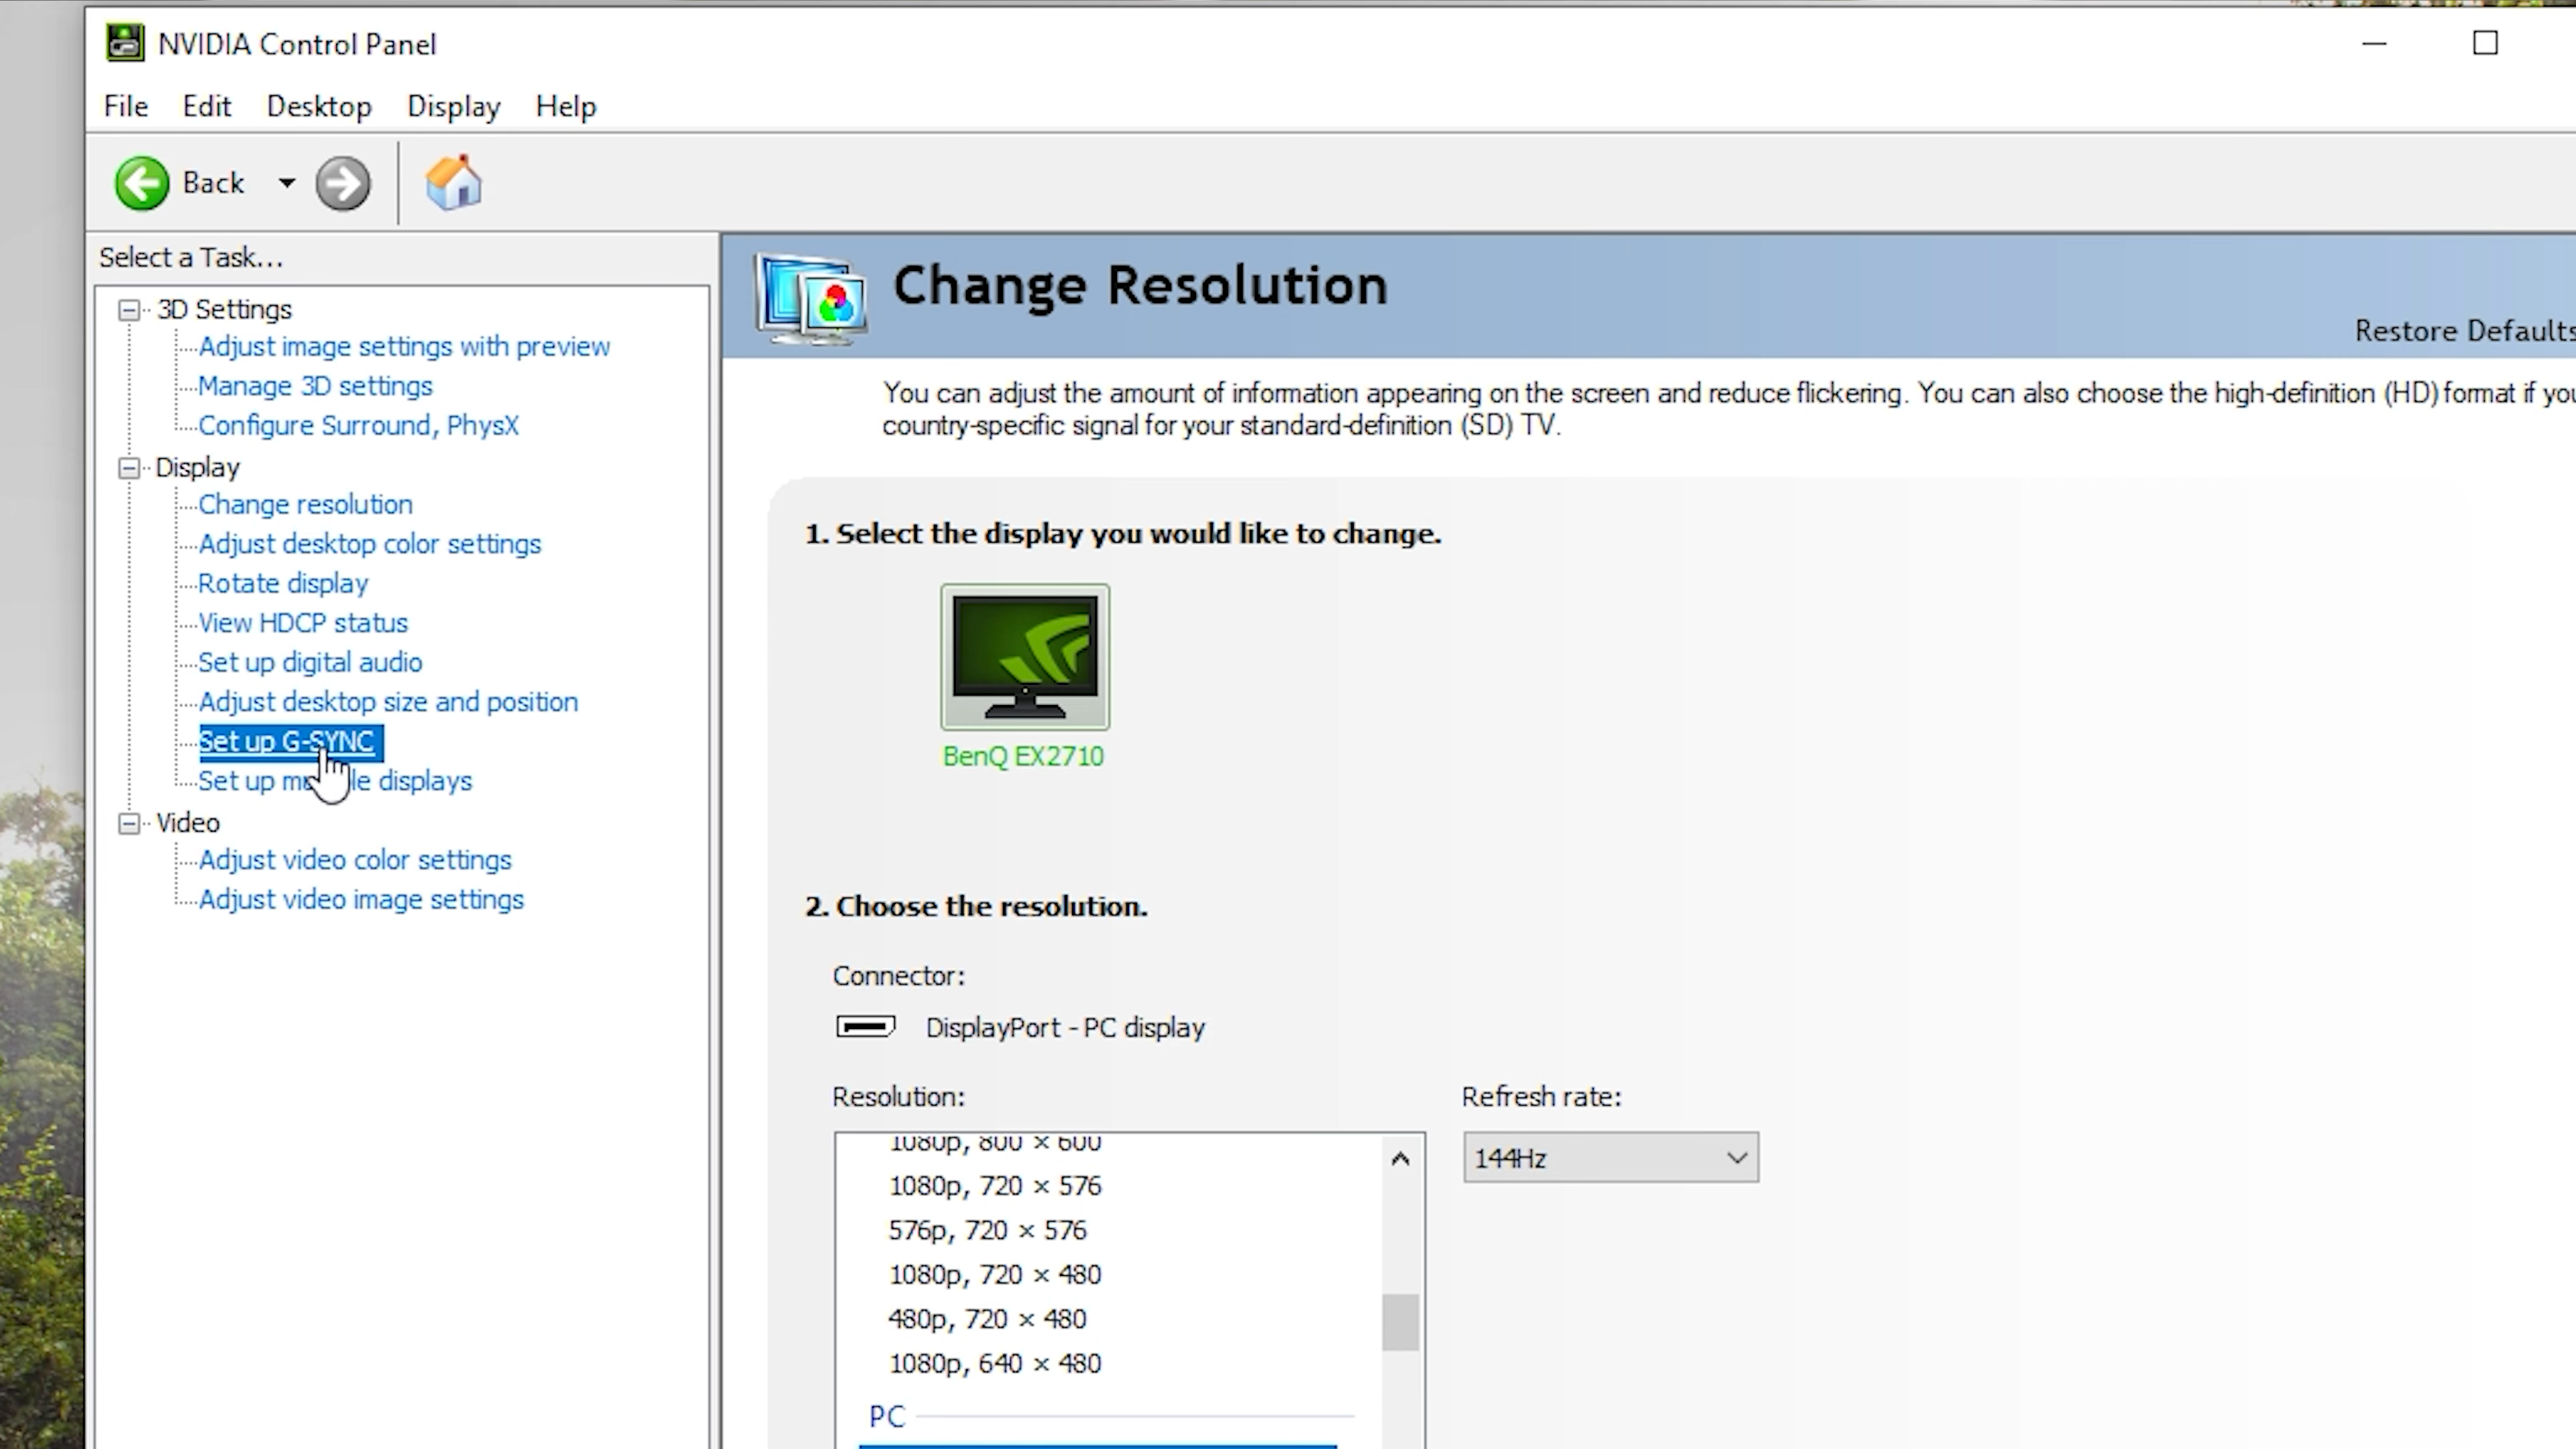 NVIDIA Control Panel
File Edit Desktop Display Help
Back
Select a Task...
3D Settings
Adjust image settings with preview
Manage 3D settings
Configure Surround, PhysX
Display
Change resolution
Adjust desktop color settings
Rotate display
View HDCP status
Set up digital audio
Adjust desktop size and position
Set up G-SYNC
Set up displays
Video
Adjust video color settings
Adjust video image settings
Change Resolution
Restore Defaults
You can adjust the amount of information appearing on the screen and reduce flickering. You can also choose the high-definition (HD) format if you
country-specific signal for your standard-definition (SD) TV.
1. Select the display you would like to change.
BenQ EX2710
2. Choose the resolution.
Connector:
DisplayPort - PC display
Resolution:
Refresh rate:
1080p, 800 × 600
144Hz
1080p, 720 × 576
576p, 720 × 576
1080p, 720 × 480
480p, 720 × 480
1080p, 640 × 480
PC